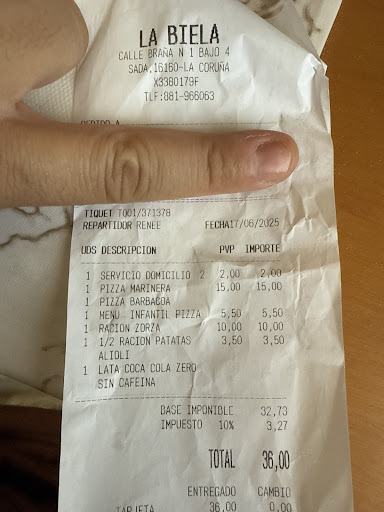 LA BIELA
CALLE BRAÑA N 1 BAJO 4
SADA,16160-LA CORUÑA
X3380179F
TLF:081-966063
PEDIDO A
TIQUET T001/371378
REPARTIDOR RENEE FECHA17/06/2025
UDS DESCRIPCION PVP IMPORTE
1 SERVICIO DOMICILIO 2 2,00 2,00
1 PIZZA MARINERA 15,00 15,00
1 PIZZA BARBACOA
1 MENU INFANTIL PIZZA 5,50 5,50
1 RACION ZORZA 10,00 10,00
1 1/2 RACION PATATAS 3,50 3,50
ALIOLI
1 LATA COCA COLA ZERO
SIN CAFEINA
BASE IMPONIBLE 32,73
IMPUESTO 10% 3,27
TOTAL 36,00
ENTREGADO CAMBIO
TARJETA 36,00 0,00